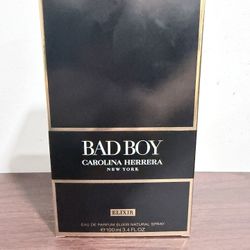 BAD BOY
CAROLINA HERRERA
NEW YORK
ELIXIR
EAU DE PARFUM ELIXIR NATURAL SPRAY
℮ 100 ml 3.4 FL.OZ